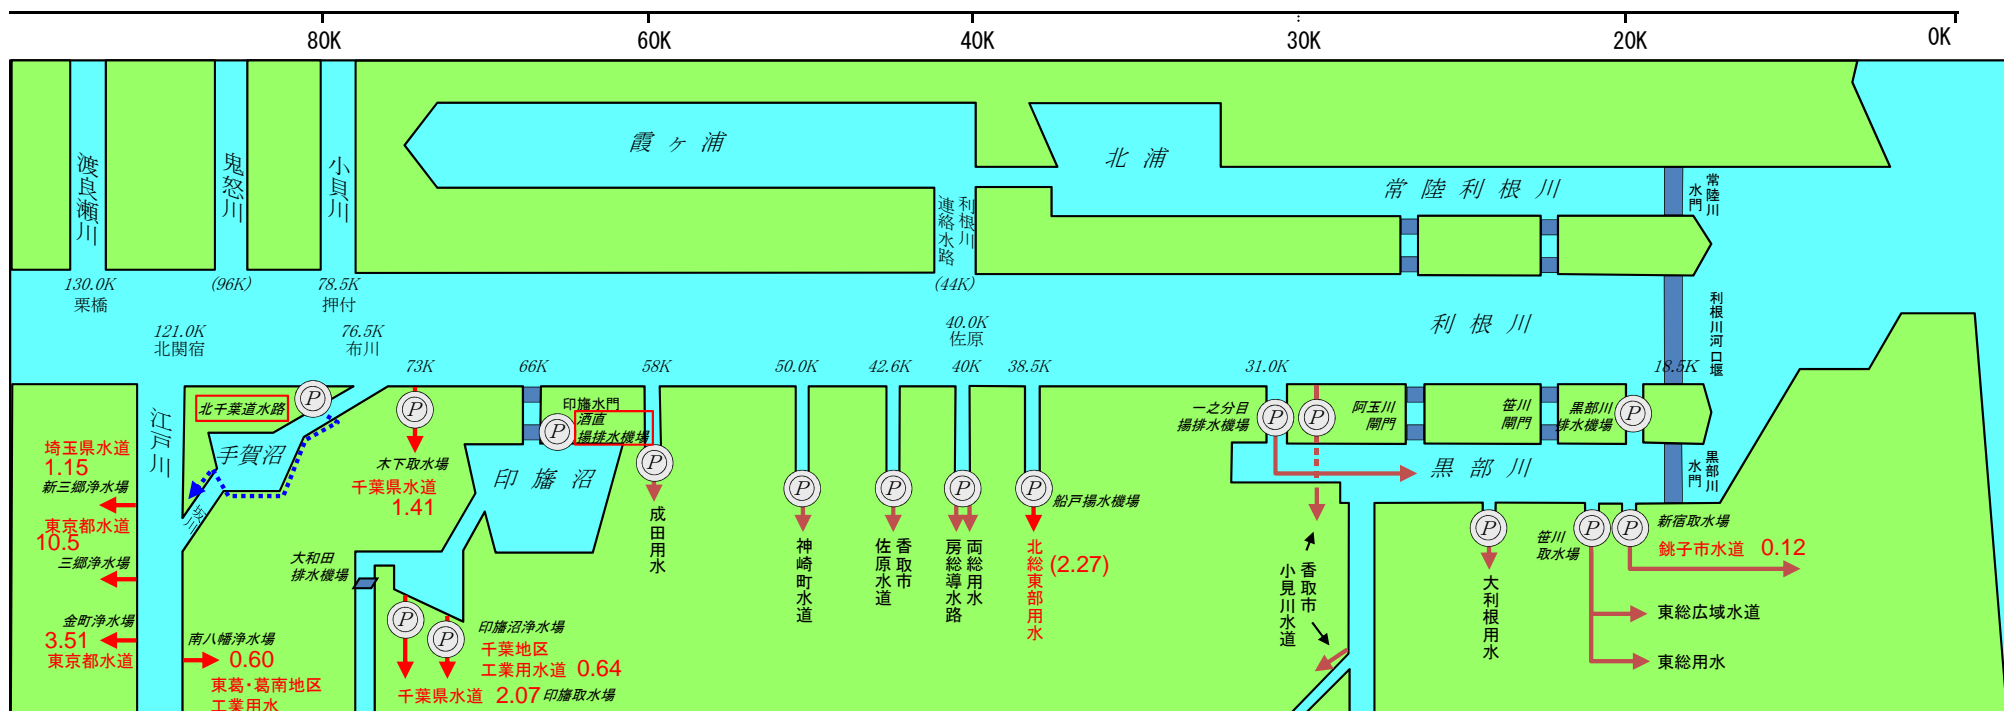 80K
60K
40K
30K
20K
0K
渡良瀬川
鬼怒川
小貝川
霞ヶ浦
北浦
常陸利根川
常陸川
水門
利根川
連絡水路
130.0K
栗橋
(96K)
78.5K
押付
(44K)
121.0K
北関宿
76.5K
布川
40.0K
佐原
利根川
利根川河口堰
73K
66K
58K
50.0K
42.6K
40K
38.5K
31.0K
18.5K
江戸川
北千葉導水路
P
手賀沼
坂川
P
木下取水場
千葉県水道
1.41
印旛水門
P
酒直
揚排水機場
印旛沼
P
成田用水
P
神崎町水道
P
香取市
佐原水道
P
両総用水
房総導水路
P
船戸揚水機場
北総東部用水
(2.27)
一之分目
揚排水機場
P
P
阿玉川
閘門
笹川
閘門
黒部川
排水機場
P
黒部川
黒部川
水門
香取市
小見川水道
P
大利根用水
笹川
取水場
P
P
新宿取水場
銚子市水道 0.12
東総広域水道
東総用水
埼玉県水道
1.15
新三郷浄水場
東京都水道
10.5
三郷浄水場
金町浄水場
3.51
東京都水道
南八幡浄水場
0.60
東葛・葛南地区
工業用水
大和田
排水機場
P
P
印旛沼浄水場
千葉地区
工業用水道 0.64
千葉県水道 2.07 印旛取水場